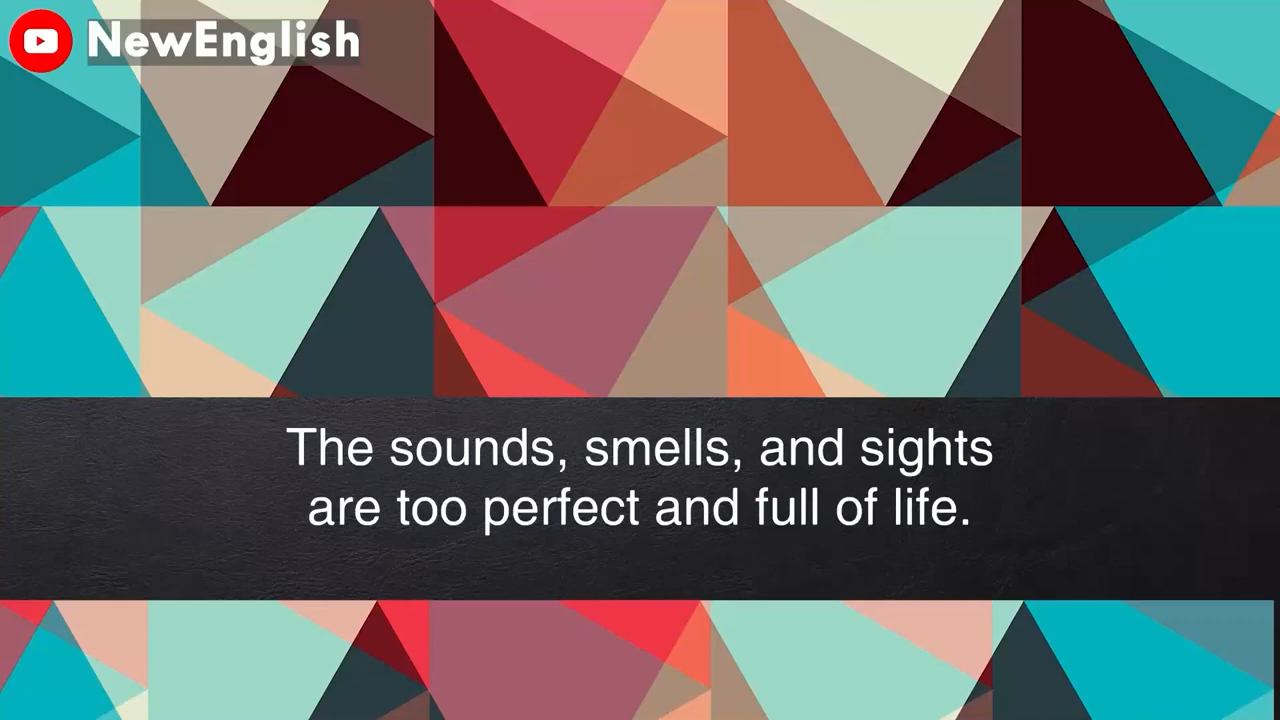 NewEnglish
The sounds, smells, and sights
are too perfect and full of life.